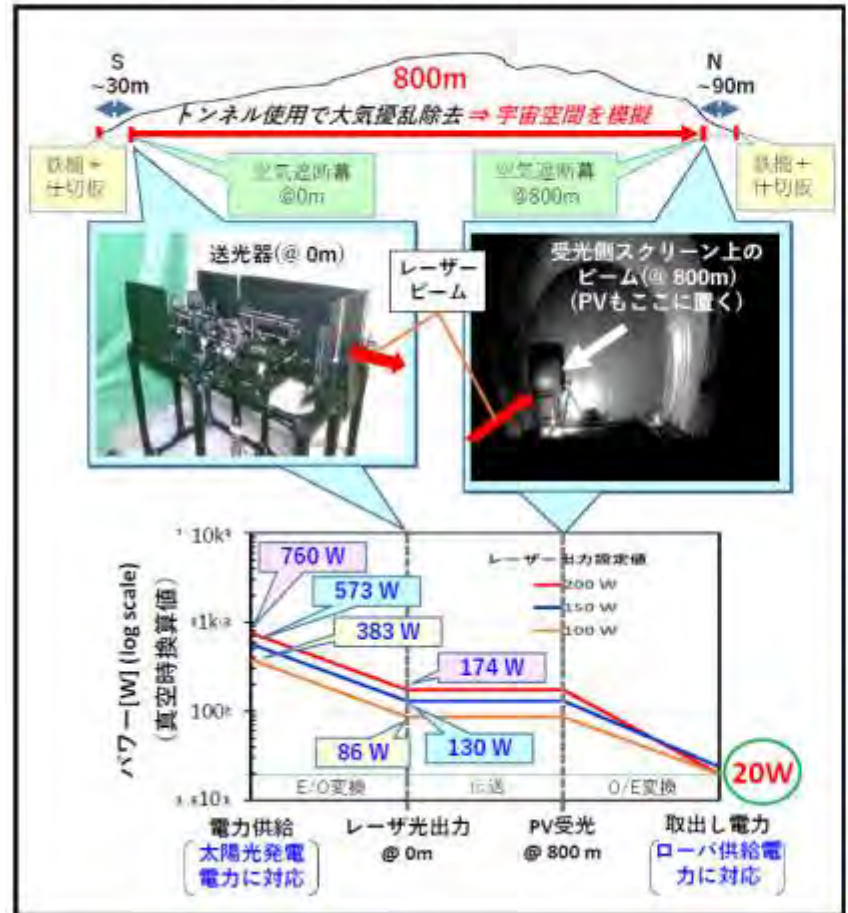 S
~30m
800m
N
~90m
トンネル使用で大気擾乱除去 ⇒ 宇宙空間を模擬
鉄扉+
仕切板
空気遮断幕
@0m
空気遮断幕
@800m
鉄扉+
仕切板
送光器(@ 0m)
レーザー
ビーム
受光側スクリーン上の
ビーム(@ 800m)
(PVもここに置く)
パワー[W] (log scale)
(真空時換算値)
760 W
573 W
383 W
174 W
86 W
130 W
レーザー出力設定値
200 W
150 W
100 W
E/O変換
伝送
O/E変換
20W
電力供給
太陽光発電
電力に対応
レーザ光出力
@ 0m
PV受光
@ 800 m
取出し電力
ローバ供給電
力に対応